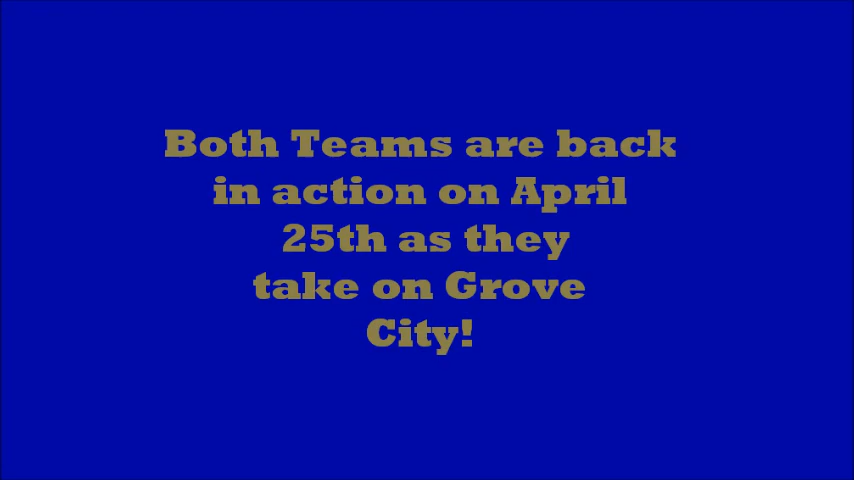 Both Teams are back
in action on April
25th as they
take on Grove
City!